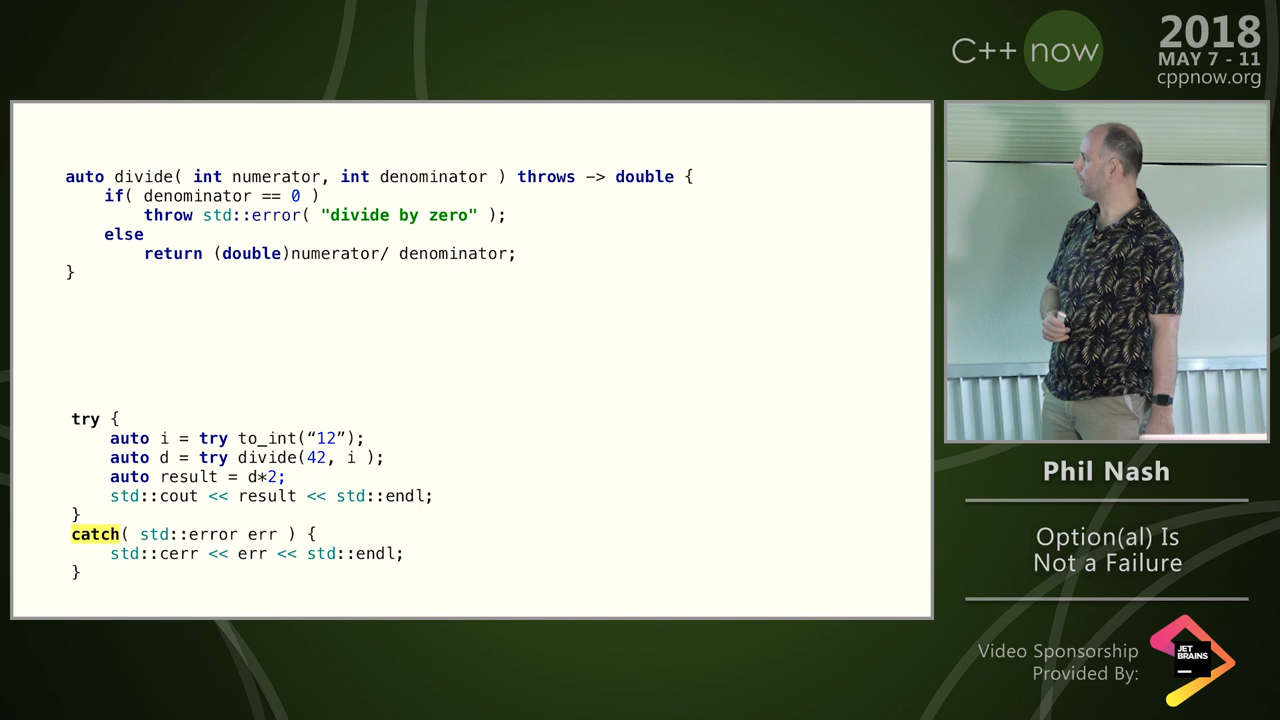 C++ now
2018
MAY 7 - 11
cppnow.org
auto divide( int numerator, int denominator ) throws -> double {
    if( denominator == 0 )
        throw std::error( "divide by zero" );
    else
        return (double)numerator/ denominator;
}
try {
    auto i = try to_int(“12”);
    auto d = try divide(42, i );
    auto result = d*2;
    std::cout << result << std::endl;
}
catch( std::error err ) {
    std::cerr << err << std::endl;
}
Phil Nash
Option(al) Is
Not a Failure
Video Sponsorship
Provided By:
JET
BRAINS